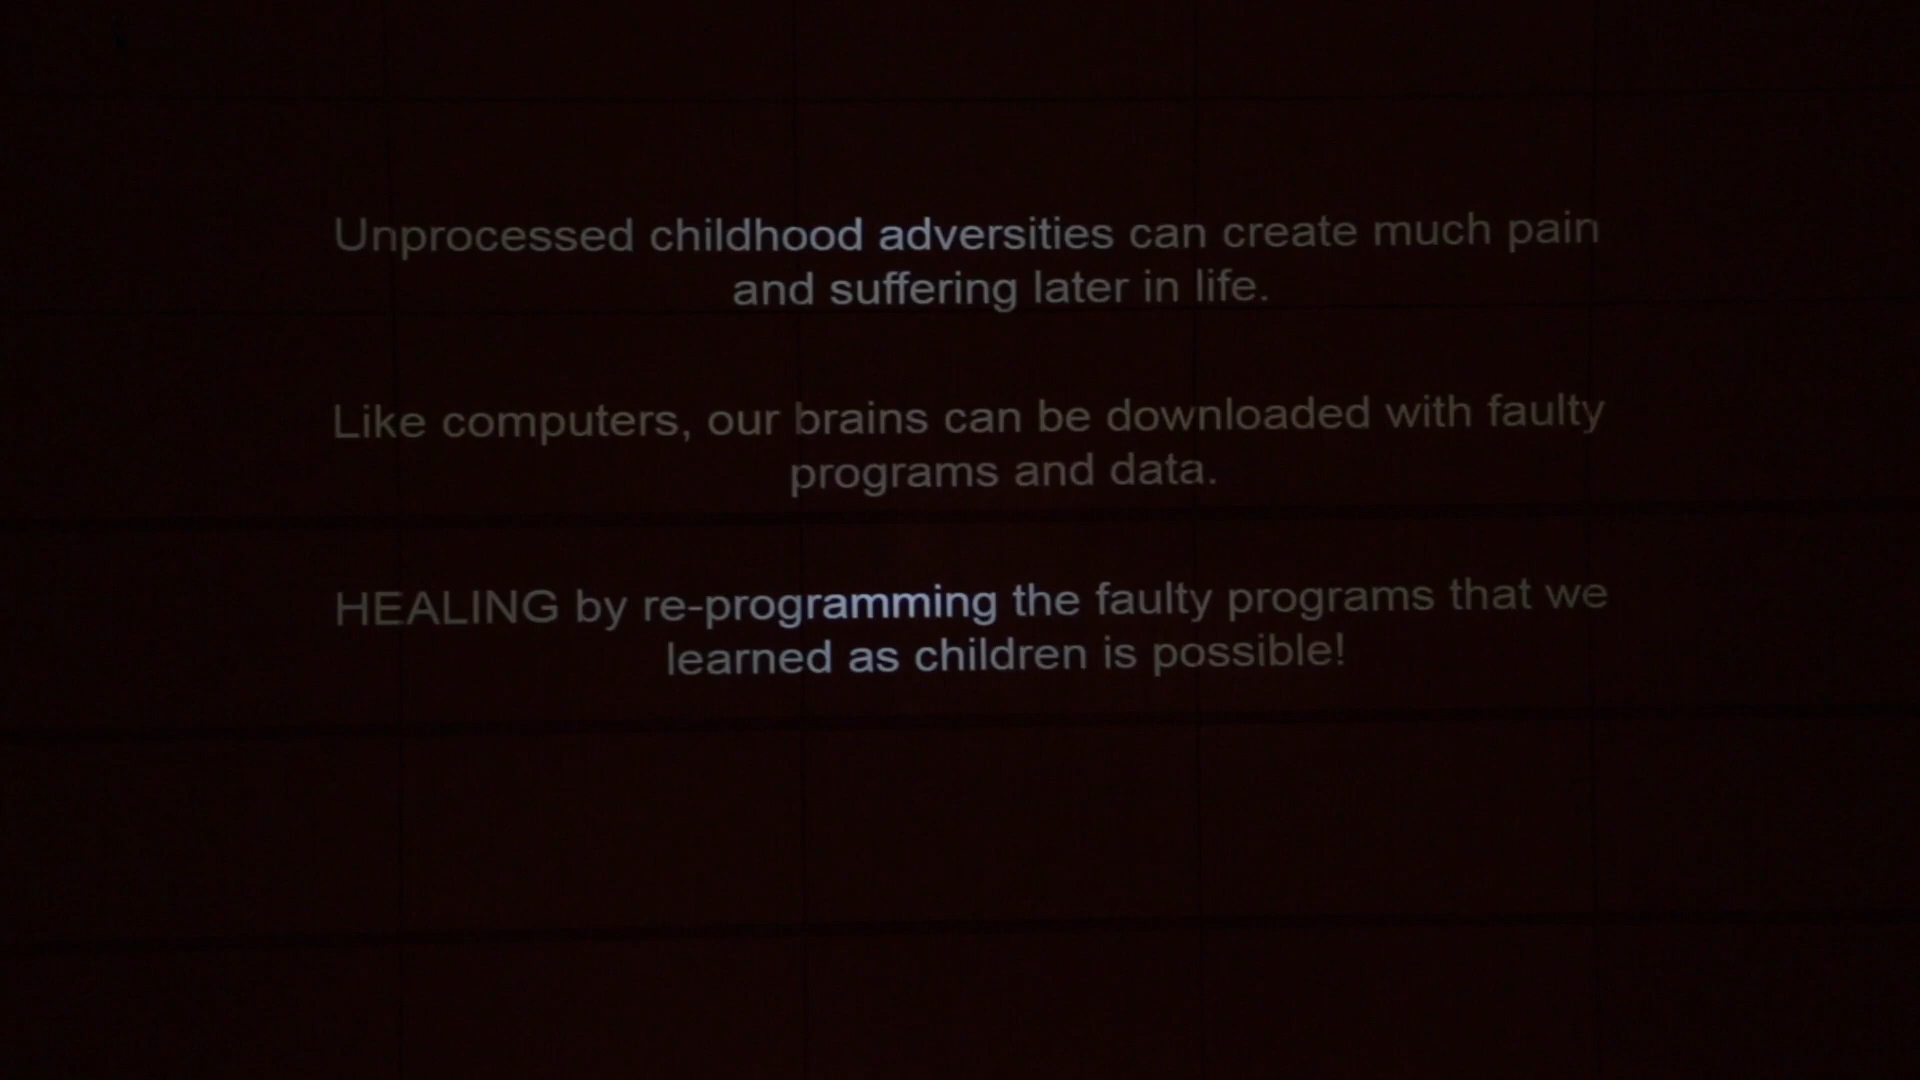 Unprocessed childhood adversities can create much pain
and suffering later in life.
Like computers, our brains can be downloaded with faulty
programs and data.
HEALING by re-programming the faulty programs that we
learned as children is possible!